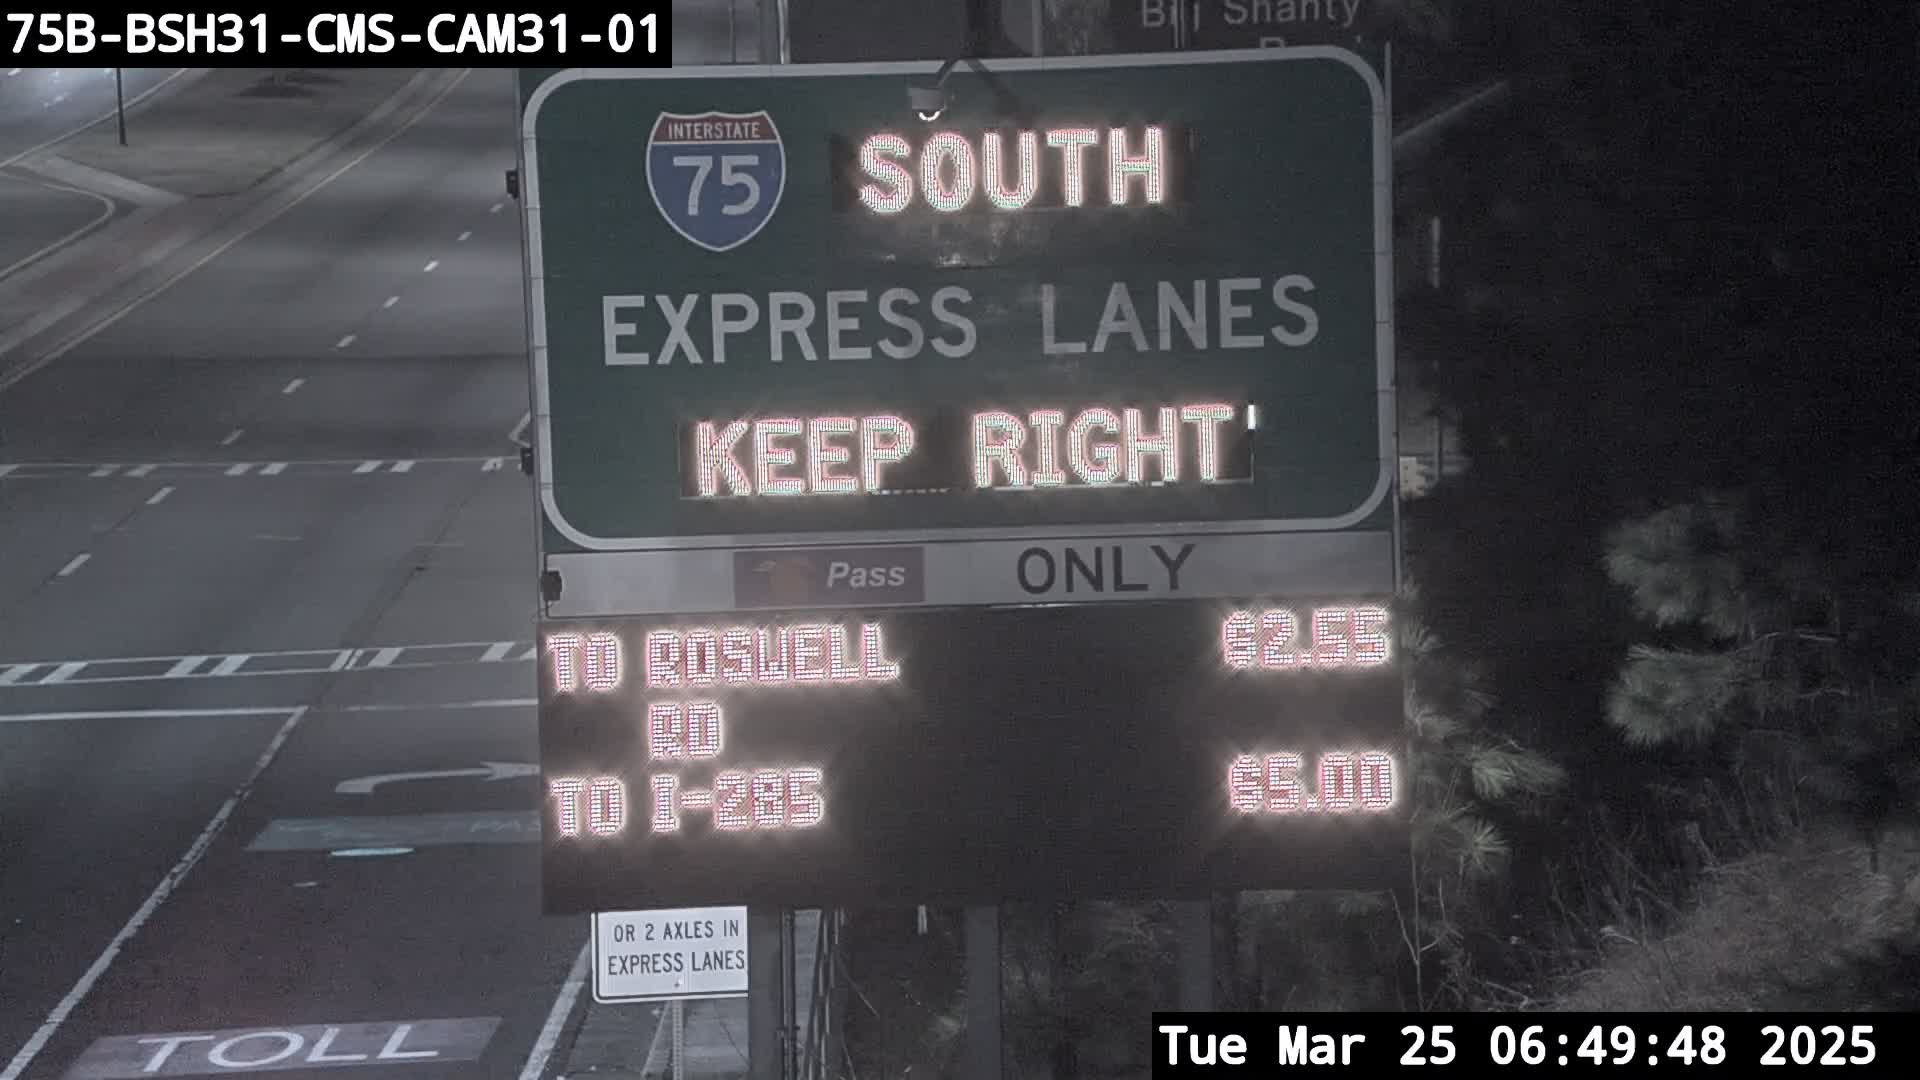 75B-BSH31-CMS-CAM31-01
Shanty
INTERSTATE
75
SOUTH
EXPRESS LANES
KEEP RIGHT
Pass ONLY
TO ROSWELL $2.55
RD
TO I-285 $5.00
OR 2 AXLES IN
EXPRESS LANES
TOLL
Tue Mar 25 06:49:48 2025